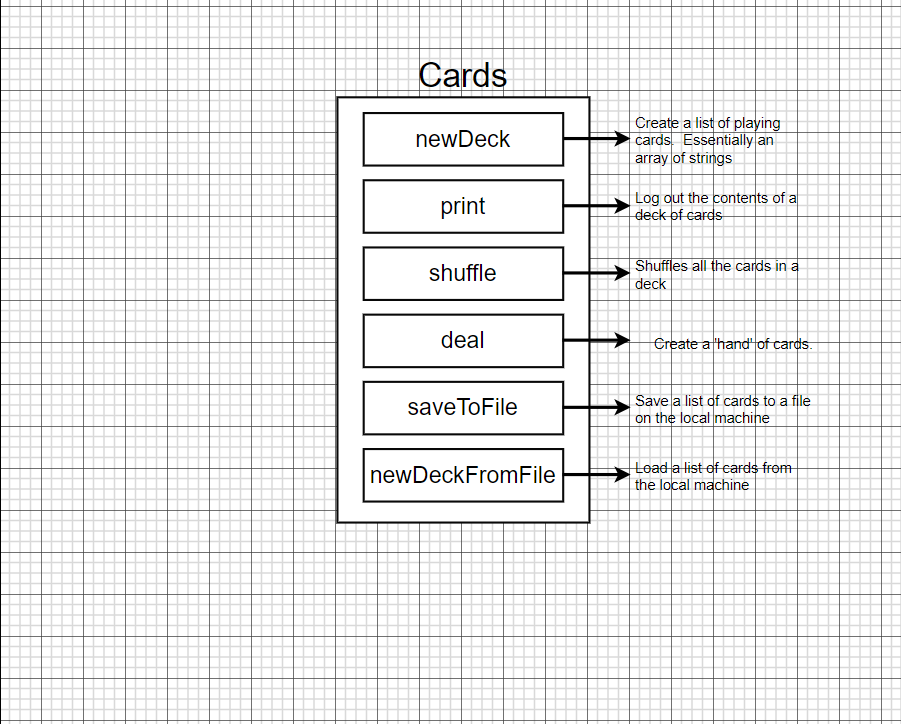 Cards
newDeck
Create a list of playing
cards.  Essentially an
array of strings
print
Log out the contents of a
deck of cards
shuffle
Shuffles all the cards in a
deck
deal
Create a 'hand' of cards.
saveToFile
Save a list of cards to a file
on the local machine
newDeckFromFile
Load a list of cards from
the local machine